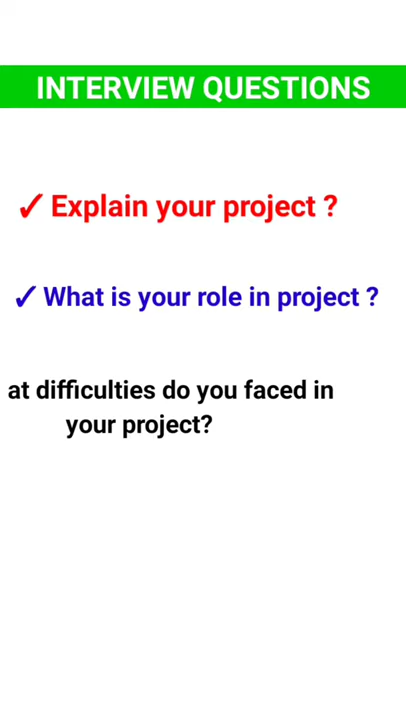 INTERVIEW QUESTIONS
✓ Explain your project ?
✓ What is your role in project ?
at difficulties do you faced in
your project?